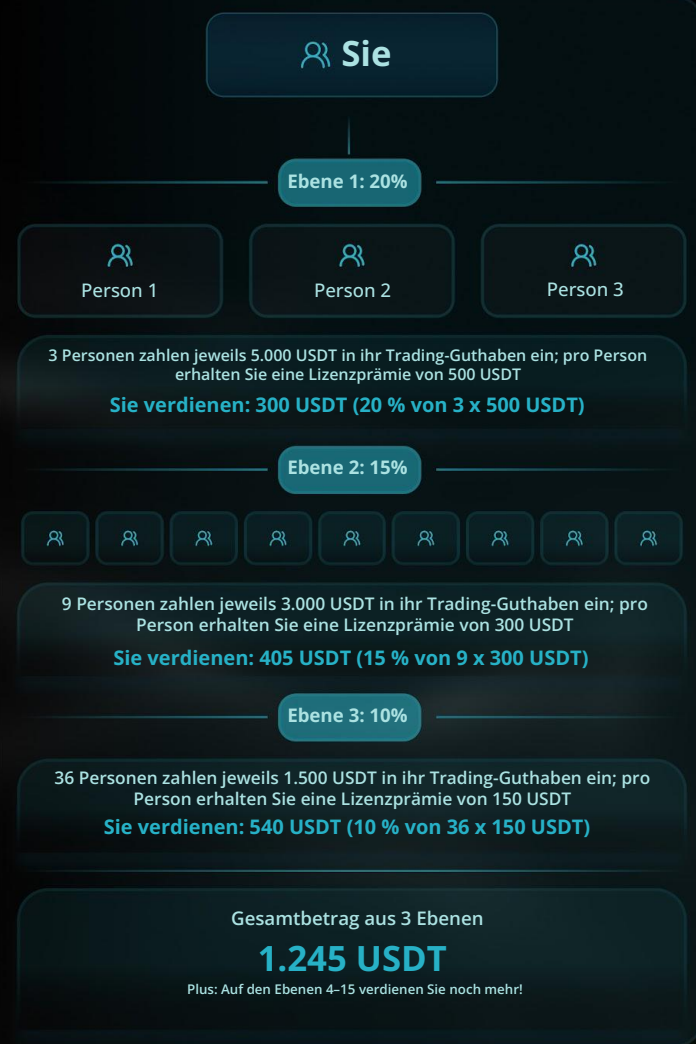 Sie
Ebene 1: 20%
Person 1
Person 2
Person 3
3 Personen zahlen jeweils 5.000 USDT in ihr Trading-Guthaben ein; pro Person
erhalten Sie eine Lizenzprämie von 500 USDT
Sie verdienen: 300 USDT (20 % von 3 x 500 USDT)
Ebene 2: 15%
9 Personen zahlen jeweils 3.000 USDT in ihr Trading-Guthaben ein; pro
Person erhalten Sie eine Lizenzprämie von 300 USDT
Sie verdienen: 405 USDT (15 % von 9 x 300 USDT)
Ebene 3: 10%
36 Personen zahlen jeweils 1.500 USDT in ihr Trading-Guthaben ein; pro
Person erhalten Sie eine Lizenzprämie von 150 USDT
Sie verdienen: 540 USDT (10 % von 36 x 150 USDT)
Gesamtbetrag aus 3 Ebenen
1.245 USDT
Plus: Auf den Ebenen 4–15 verdienen Sie noch mehr!